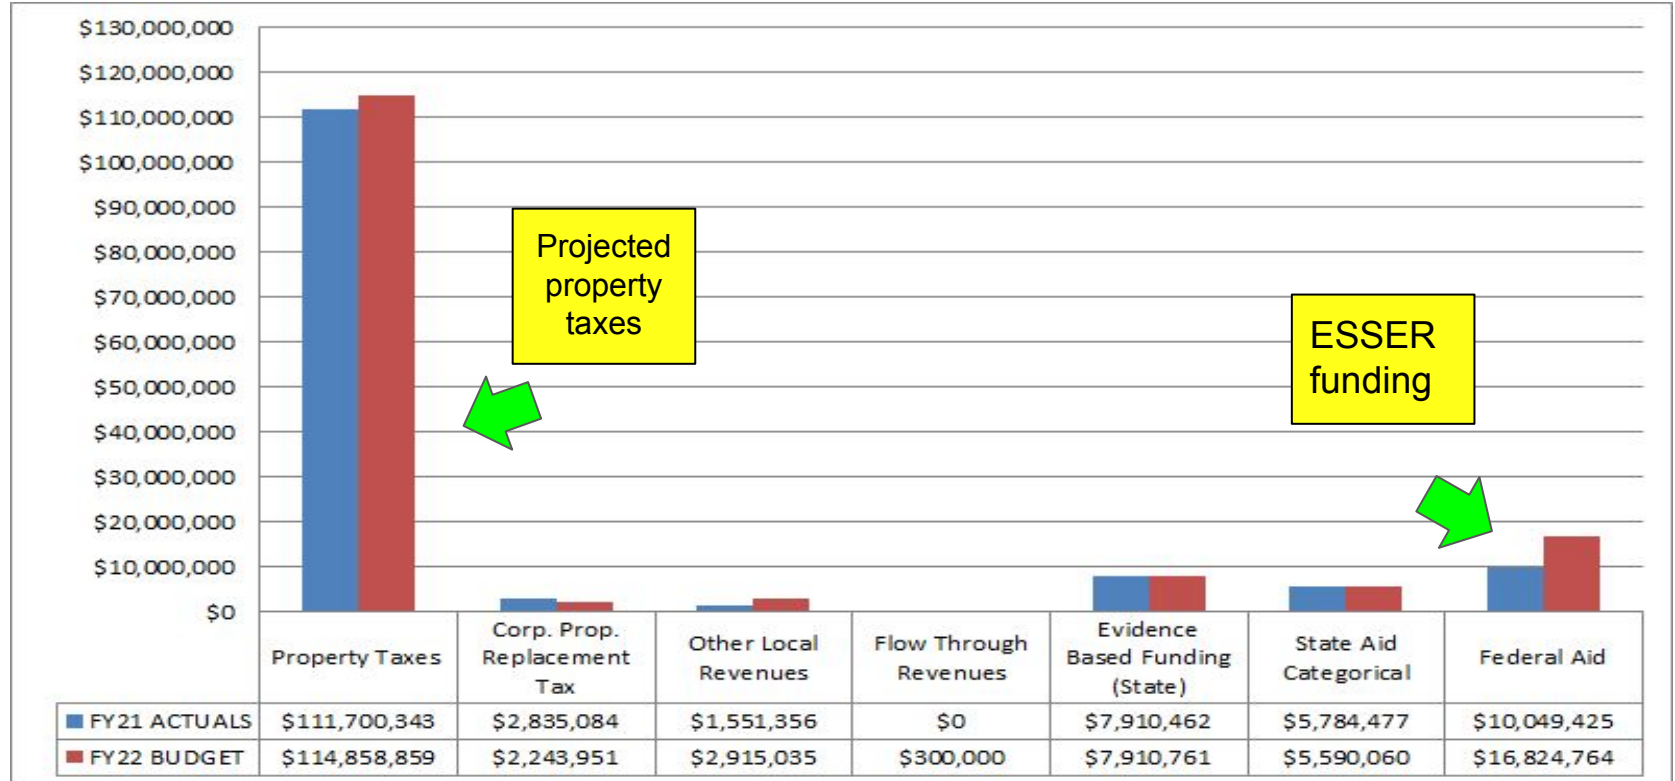 $130,000,000
$120,000,000
$110,000,000
$100,000,000
$90,000,000
$80,000,000
$70,000,000
$60,000,000
$50,000,000
$40,000,000
$30,000,000
$20,000,000
$10,000,000
$0
Projected
property
taxes
ESSER
funding
Property Taxes
Corp. Prop.
Replacement
Tax
Other Local
Revenues
Flow Through
Revenues
Evidence
Based Funding
(State)
State Aid
Categorical
Federal Aid
FY21 ACTUALS $111,700,343 $2,835,084 $1,551,356 $0 $7,910,462 $5,784,477 $10,049,425
FY22 BUDGET $114,858,859 $2,243,951 $2,915,035 $300,000 $7,910,761 $5,590,060 $16,824,764